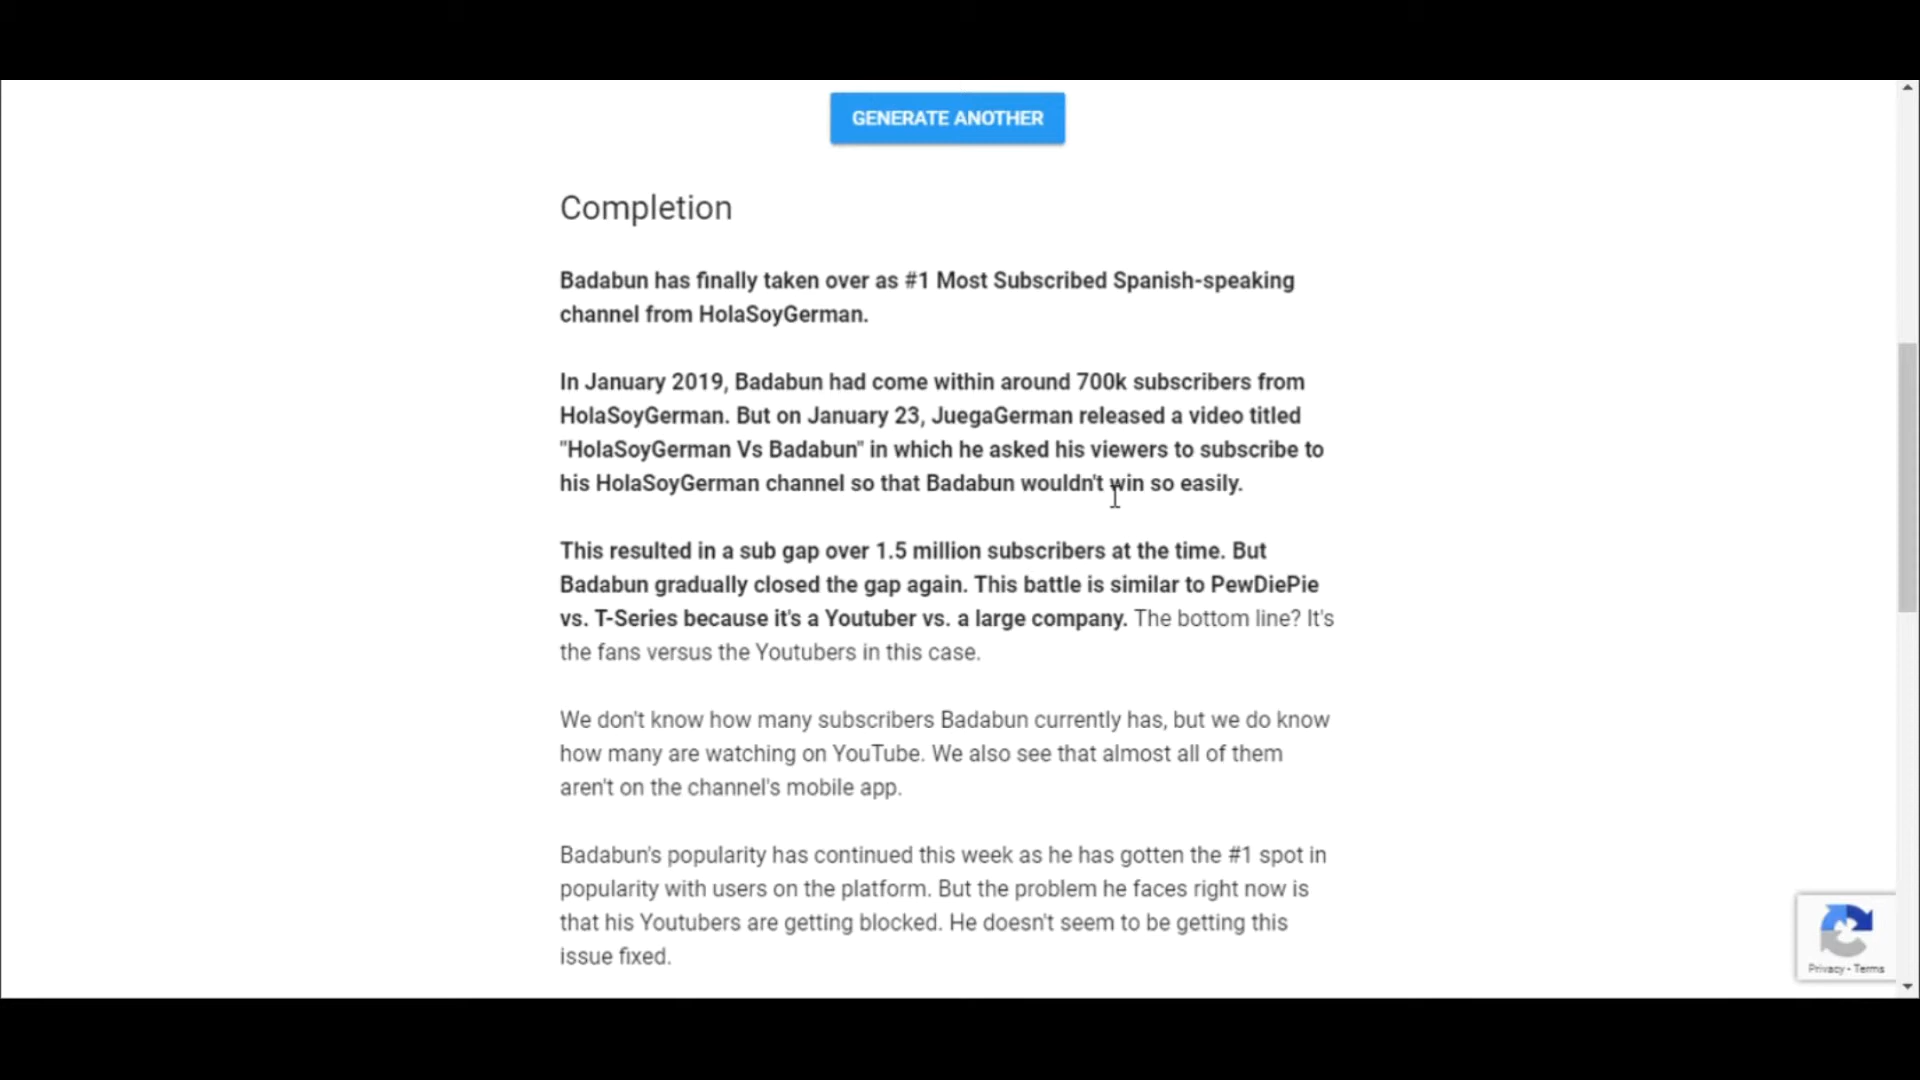 GENERATE ANOTHER
Completion
Badabun has finally taken over as #1 Most Subscribed Spanish-speaking
channel from HolaSoyGerman.
In January 2019, Badabun had come within around 700k subscribers from
HolaSoyGerman. But on January 23, JuegaGerman released a video titled
"HolaSoyGerman Vs Badabun" in which he asked his viewers to subscribe to
his HolaSoyGerman channel so that Badabun wouldn't win so easily.
This resulted in a sub gap over 1.5 million subscribers at the time. But
Badabun gradually closed the gap again. This battle is similar to PewDiePie
vs. T-Series because it's a Youtuber vs. a large company. The bottom line? It's
the fans versus the Youtubers in this case.
We don't know how many subscribers Badabun currently has, but we do know
how many are watching on YouTube. We also see that almost all of them
aren't on the channel's mobile app.
Badabun's popularity has continued this week as he has gotten the #1 spot in
popularity with users on the platform. But the problem he faces right now is
that his Youtubers are getting blocked. He doesn't seem to be getting this
issue fixed.
Privacy - Terms